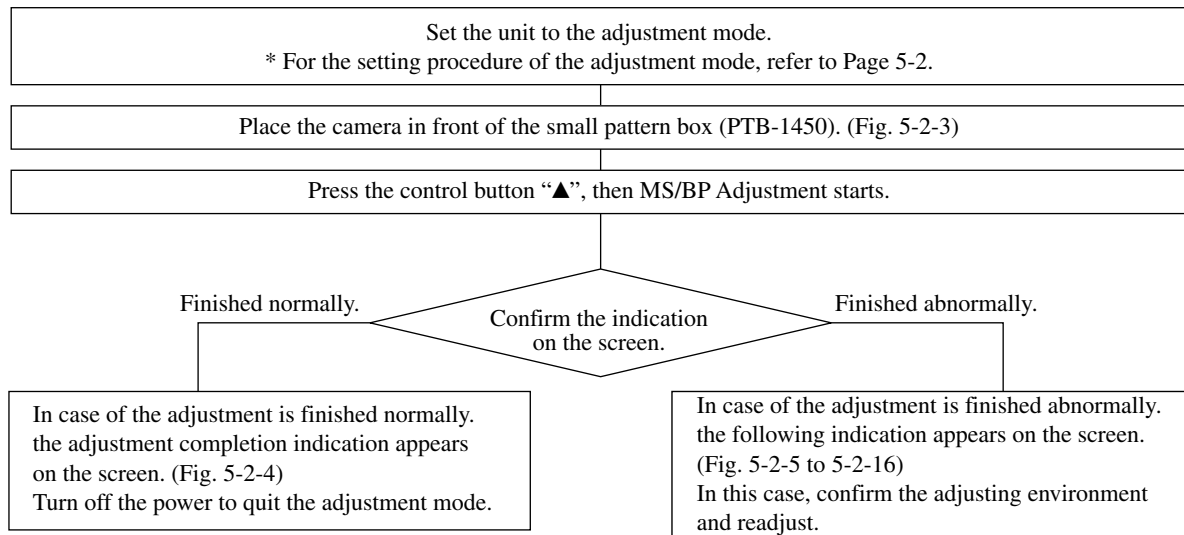 Set the unit to the adjustment mode.
* For the setting procedure of the adjustment mode, refer to Page 5-2.
Place the camera in front of the small pattern box (PTB-1450). (Fig. 5-2-3)
Press the control button “▲”, then MS/BP Adjustment starts.
Finished normally.
Finished abnormally.
Confirm the indication
on the screen.
In case of the adjustment is finished normally.
the adjustment completion indication appears
on the screen. (Fig. 5-2-4)
Turn off the power to quit the adjustment mode.
In case of the adjustment is finished abnormally.
the following indication appears on the screen.
(Fig. 5-2-5 to 5-2-16)
In this case, confirm the adjusting environment
and readjust.